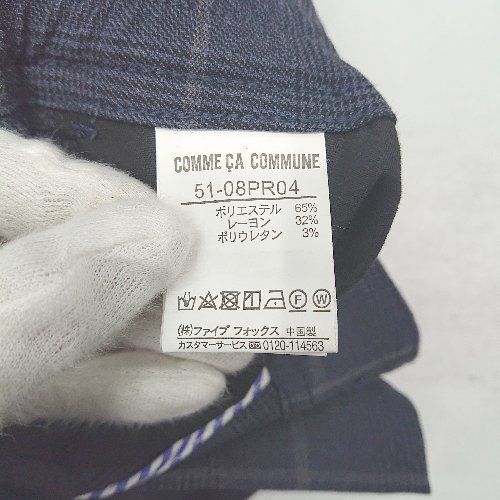 COMME ÇA COMMUNE
51-08PR04
ポリエステル 65%
レーヨン 32%
ポリウレタン 3%
F W
㈱ファイブ フォックス 中国製
カスタマーサービス 0120-114563